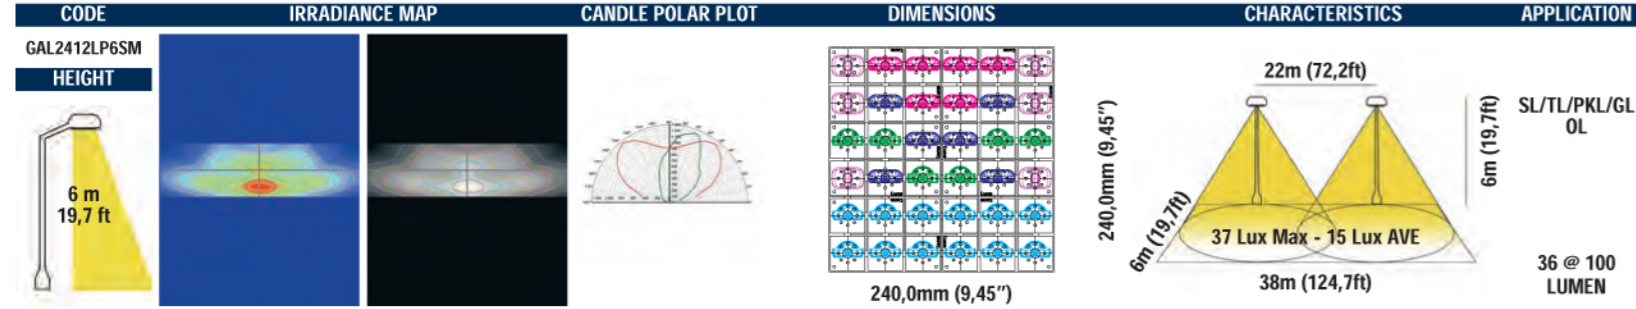 CODE
IRRADIANCE MAP
CANDLE POLAR PLOT
DIMENSIONS
CHARACTERISTICS
APPLICATION
GAL2412LP6SM
HEIGHT
6 m
19,7 ft
240,0mm (9,45”)
240,0mm (9,45”)
22m (72,2ft)
6m (19,7ft)
6m (19,7ft)
37 Lux Max - 15 Lux AVE
38m (124,7ft)
SL/TL/PKL/GL
OL
36 @ 100
LUMEN